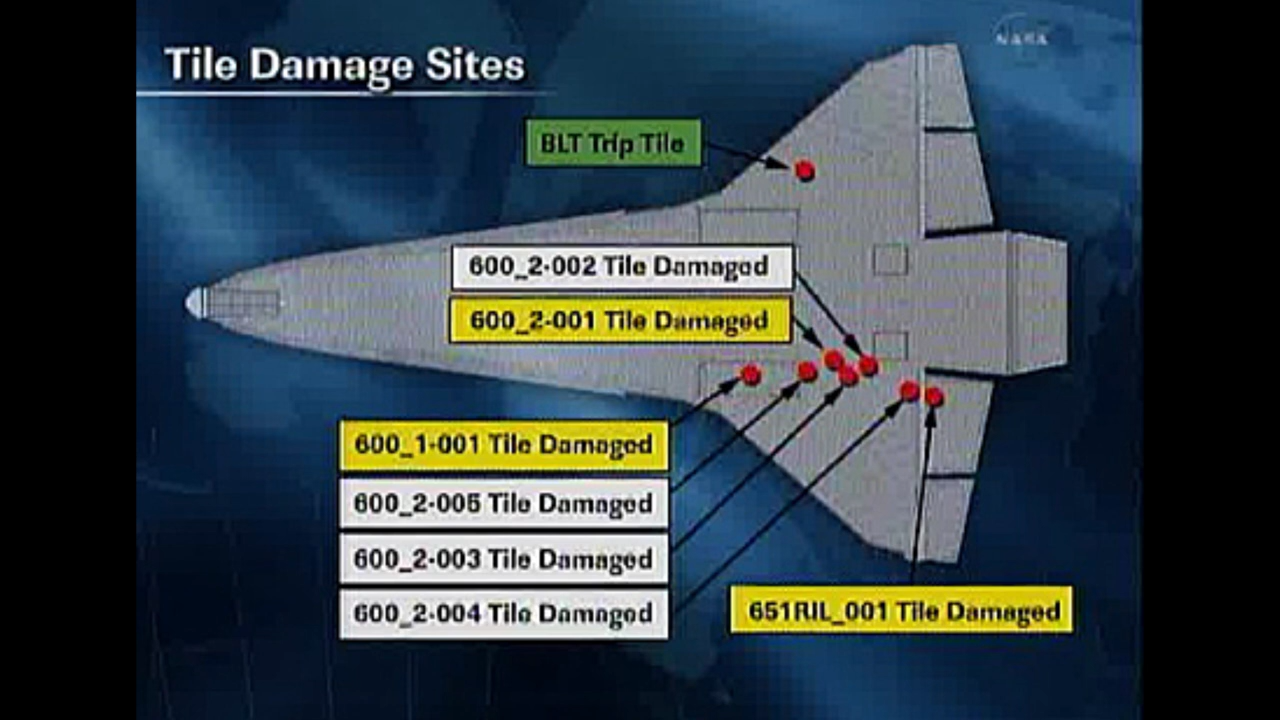 NASA
Tile Damage Sites
BLT Trip Tile
600_2-002 Tile Damaged
600_2-001 Tile Damaged
600_1-001 Tile Damaged
600_2-005 Tile Damaged
600_2-003 Tile Damaged
600_2-004 Tile Damaged
651RIL_001 Tile Damaged